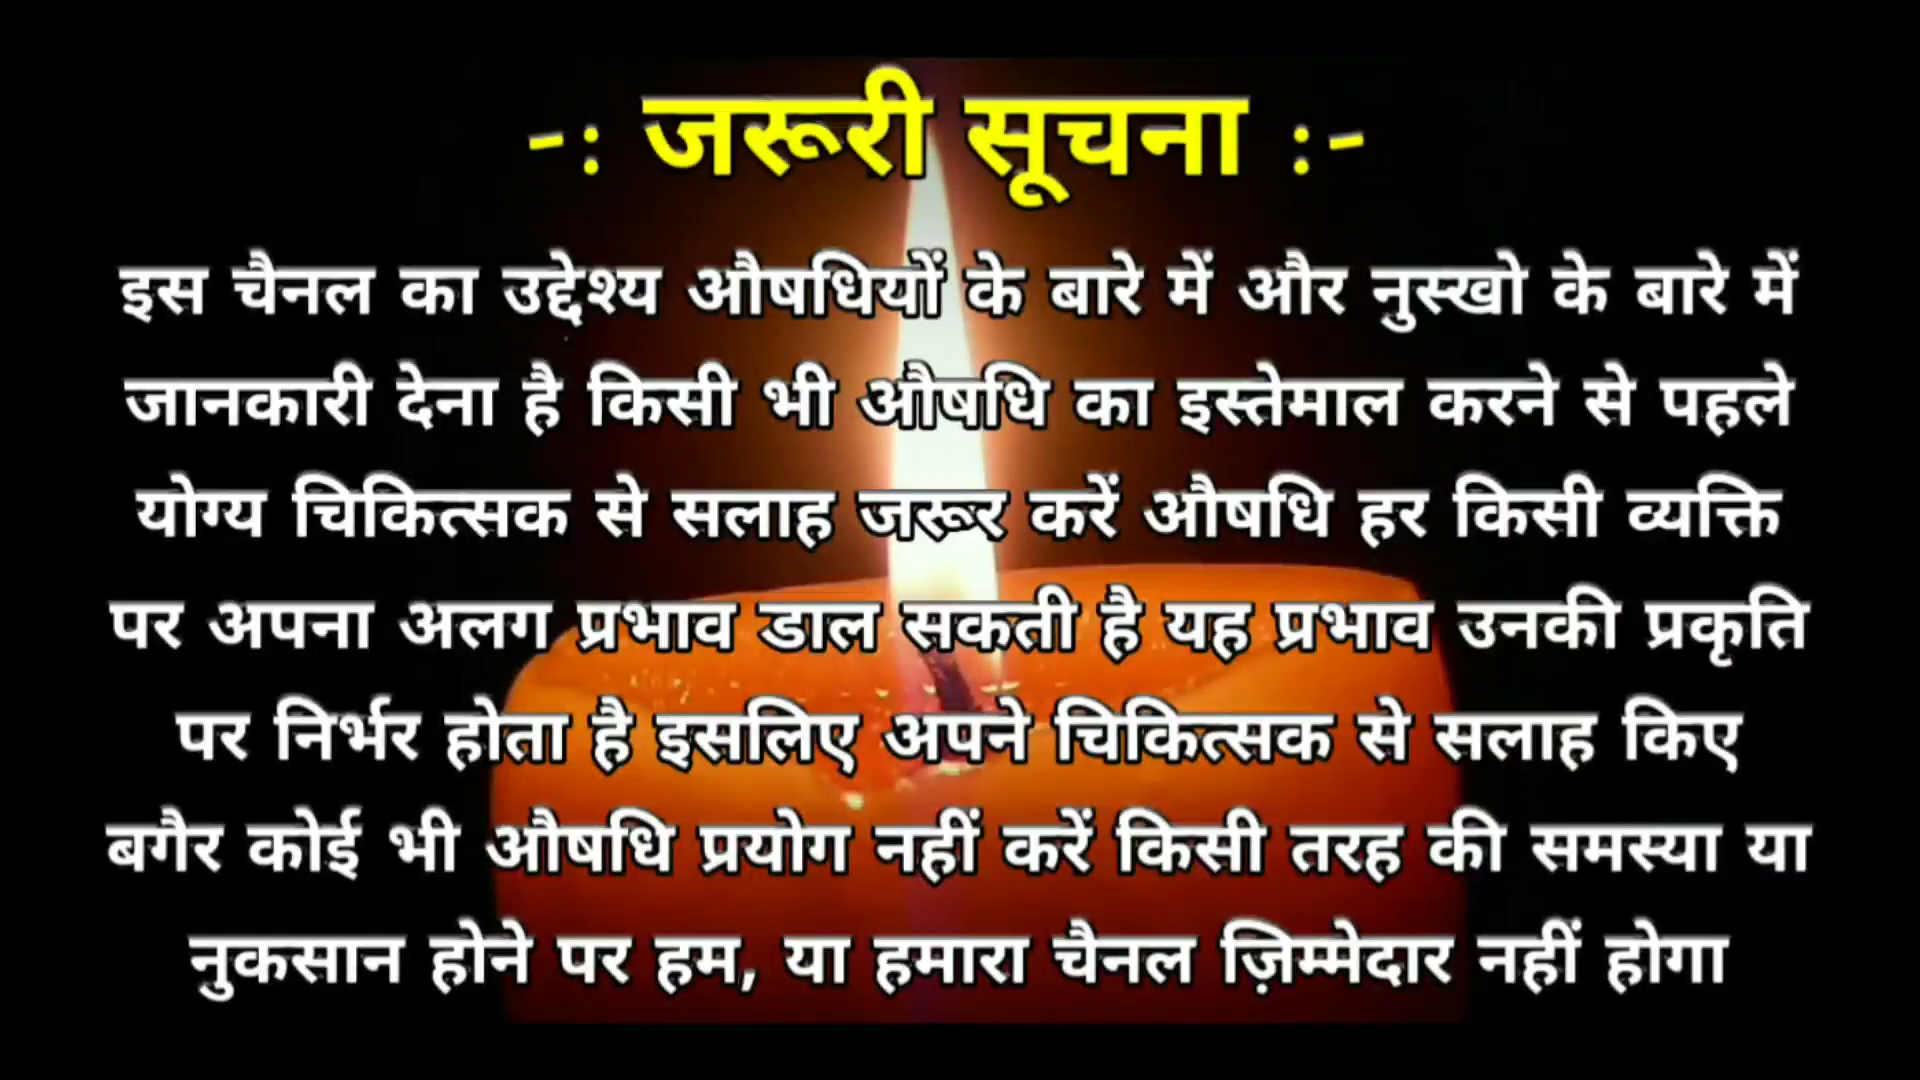 -: जरूरी सूचना :-
इस चैनल का उद्देश्य औषधियों के बारे में और नुस्खो के बारे में
जानकारी देना है किसी भी औषधि का इस्तेमाल करने से पहले
योग्य चिकित्सक से सलाह जरूर करें औषधि हर किसी व्यक्ति
पर अपना अलग प्रभाव डाल सकती है यह प्रभाव उनकी प्रकृति
पर निर्भर होता है इसलिए अपने चिकित्सक से सलाह किए
बगैर कोई भी औषधि प्रयोग नहीं करें किसी तरह की समस्या या
नुकसान होने पर हम, या हमारा चैनल ज़िम्मेदार नहीं होगा